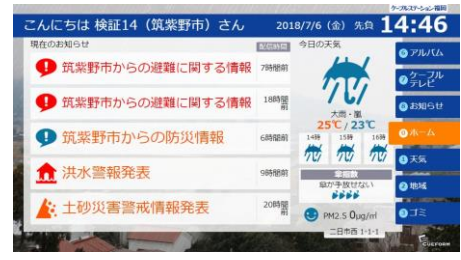 ケーブルステーション福岡
こんにちは 検証14（筑紫野市）さん
2018/7/6（金）先負 14:46
現在のお知らせ
配信時間
筑紫野市からの避難に関する情報 7時間前
筑紫野市からの避難に関する情報 18時間前
筑紫野市からの防災情報 6時間前
洪水警報発表 9時間前
土砂災害警戒情報発表 20時間前
今日の天気
大雨・風
25℃/23℃
14時 15時 16時
傘指数
傘が手放せない
PM2.5 0μg/㎥
二日市西 1-1-1
アルバム
ケーブル
テレビ
お知らせ
ホーム
天気
地域
ゴミ